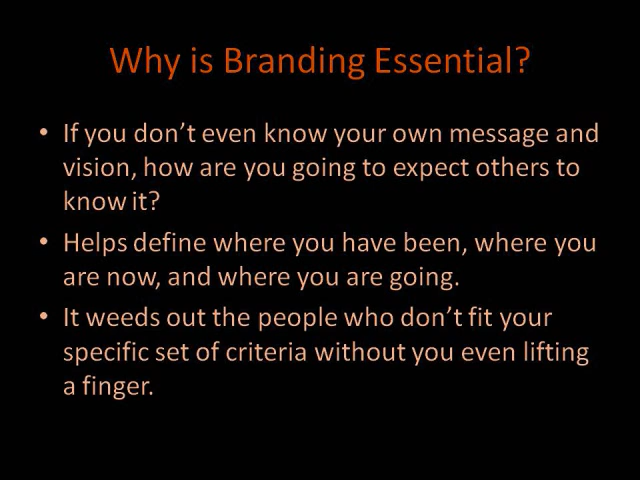 Why is Branding Essential?
• If you don't even know your own message and
vision, how are you going to expect others to
know it?
• Helps define where you have been, where you
are now, and where you are going.
• It weeds out the people who don't fit your
specific set of criteria without you even lifting
a finger.